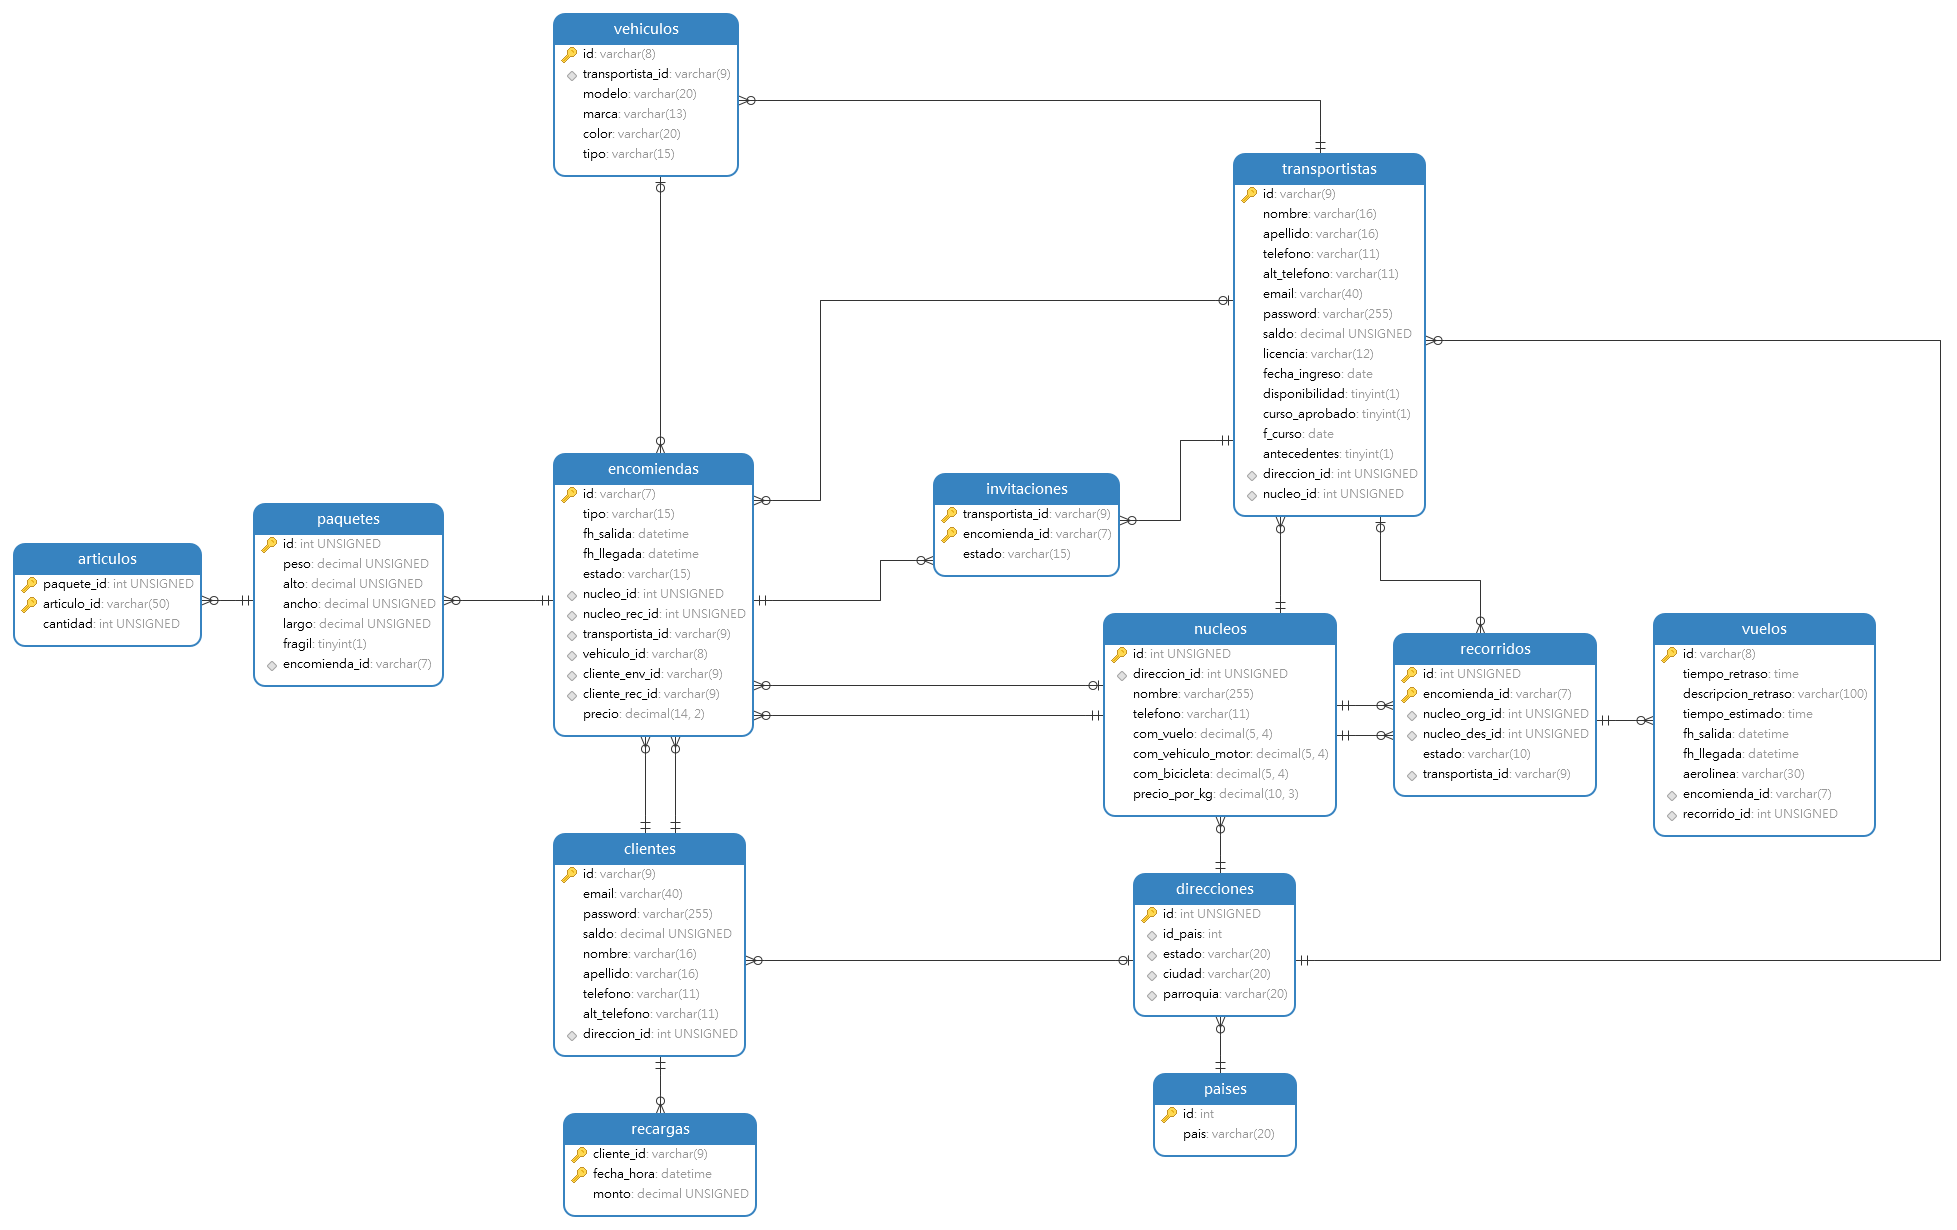 vehiculos
id: varchar(8)
transportista_id: varchar(9)
modelo: varchar(20)
marca: varchar(13)
color: varchar(20)
tipo: varchar(15)
transportistas
id: varchar(9)
nombre: varchar(16)
apellido: varchar(16)
telefono: varchar(11)
alt_telefono: varchar(11)
email: varchar(40)
password: varchar(255)
saldo: decimal UNSIGNED
licencia: varchar(12)
fecha_ingreso: date
disponibilidad: tinyint(1)
curso_aprobado: tinyint(1)
f_curso: date
antecedentes: tinyint(1)
direccion_id: int UNSIGNED
nucleo_id: int UNSIGNED
encomiendas
id: varchar(7)
tipo: varchar(15)
fh_salida: datetime
fh_llegada: datetime
estado: varchar(15)
nucleo_id: int UNSIGNED
nucleo_rec_id: int UNSIGNED
transportista_id: varchar(9)
vehiculo_id: varchar(8)
cliente_env_id: varchar(9)
cliente_rec_id: varchar(9)
precio: decimal(14, 2)
invitaciones
transportista_id: varchar(9)
encomienda_id: varchar(7)
estado: varchar(15)
paquetes
id: int UNSIGNED
peso: decimal UNSIGNED
alto: decimal UNSIGNED
ancho: decimal UNSIGNED
largo: decimal UNSIGNED
fragil: tinyint(1)
encomienda_id: varchar(7)
articulos
paquete_id: int UNSIGNED
articulo_id: varchar(50)
cantidad: int UNSIGNED
nucleos
id: int UNSIGNED
direccion_id: int UNSIGNED
nombre: varchar(255)
telefono: varchar(11)
com_vuelo: decimal(5, 4)
com_vehiculo_motor: decimal(5, 4)
com_bicicleta: decimal(5, 4)
precio_por_kg: decimal(10, 3)
recorridos
id: int UNSIGNED
encomienda_id: varchar(7)
nucleo_org_id: int UNSIGNED
nucleo_des_id: int UNSIGNED
estado: varchar(10)
transportista_id: varchar(9)
vuelos
id: varchar(8)
tiempo_retraso: time
descripcion_retraso: varchar(100)
tiempo_estimado: time
fh_salida: datetime
fh_llegada: datetime
aerolinea: varchar(30)
encomienda_id: varchar(7)
recorrido_id: int UNSIGNED
clientes
id: varchar(9)
email: varchar(40)
password: varchar(255)
saldo: decimal UNSIGNED
nombre: varchar(16)
apellido: varchar(16)
telefono: varchar(11)
alt_telefono: varchar(11)
direccion_id: int UNSIGNED
direcciones
id: int UNSIGNED
id_pais: int
estado: varchar(20)
ciudad: varchar(20)
parroquia: varchar(20)
paises
id: int
pais: varchar(20)
recargas
cliente_id: varchar(9)
fecha_hora: datetime
monto: decimal UNSIGNED